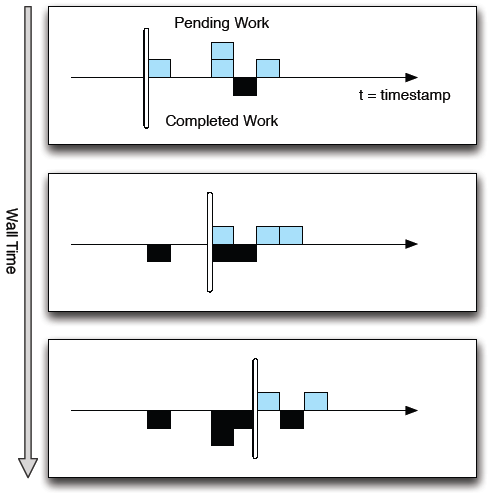 Pending Work
t = timestamp
Completed Work
Wall Time